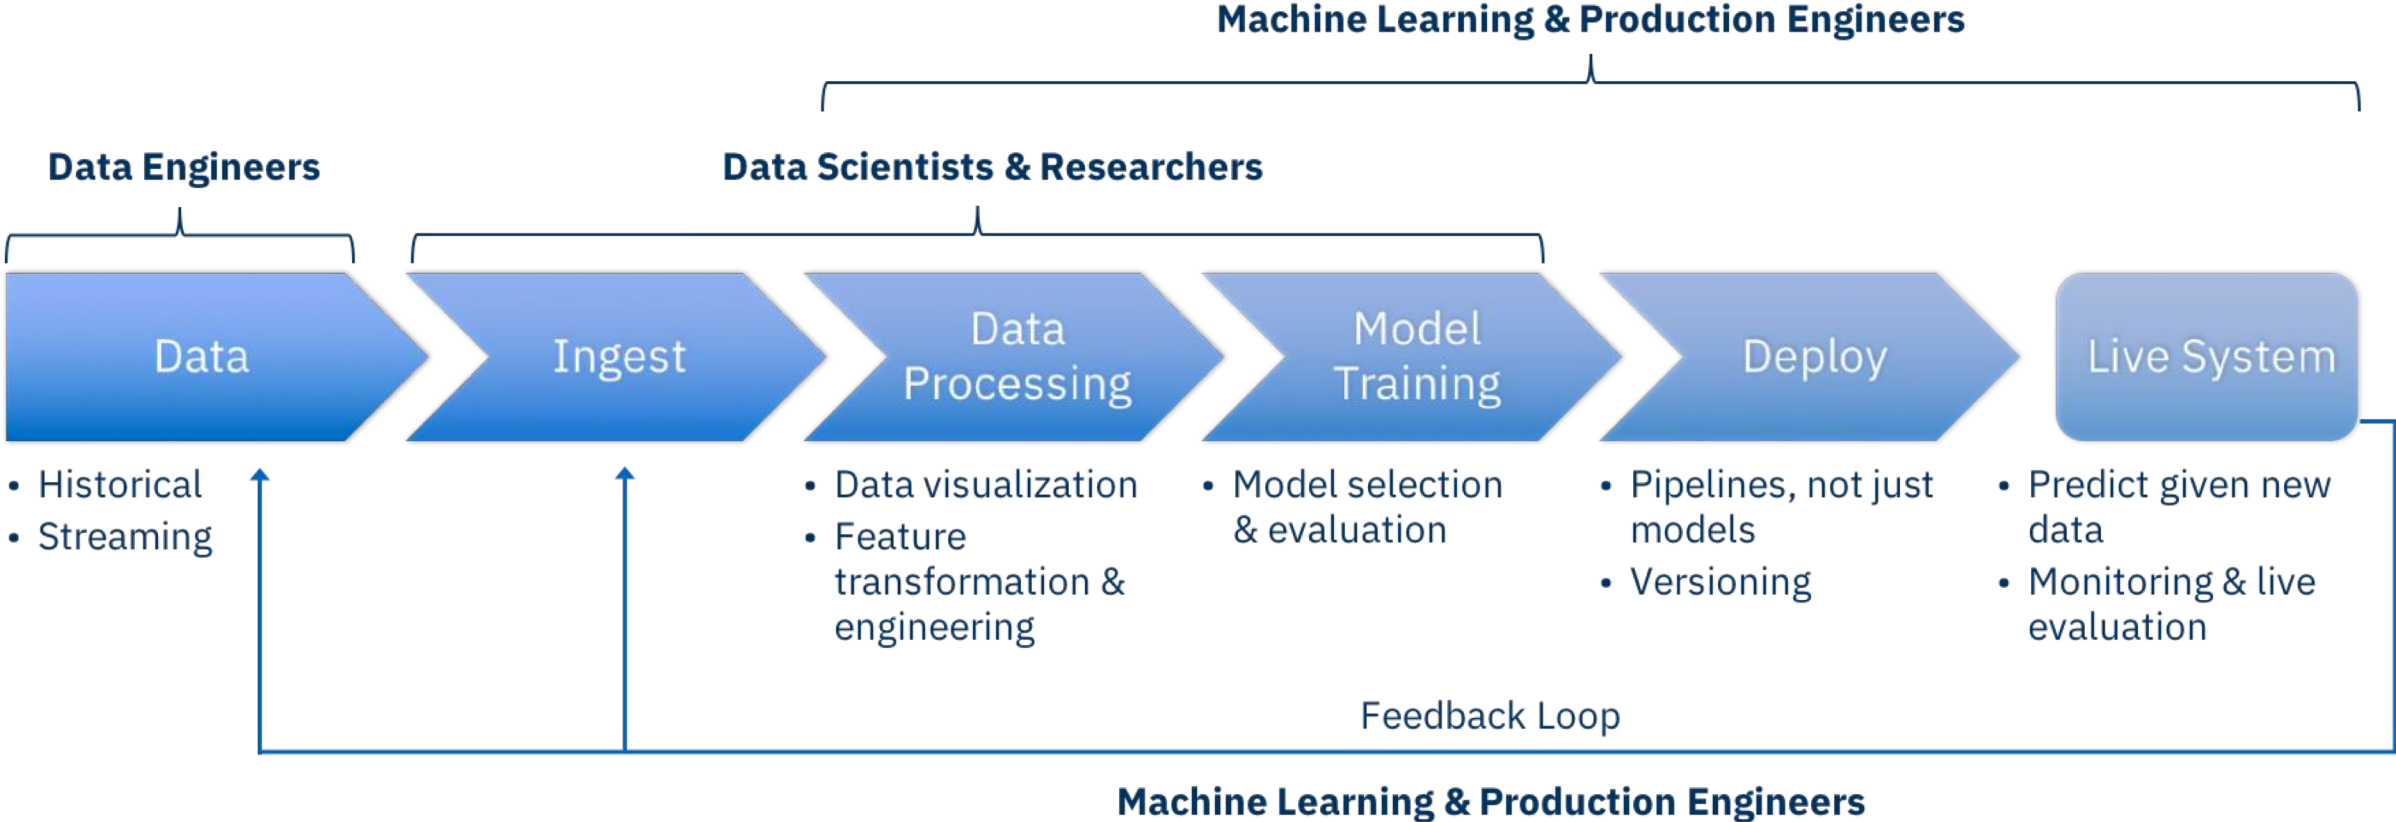 Machine Learning & Production Engineers
Data Engineers
Data Scientists & Researchers
Data
Ingest
Data
Processing
Model
Training
Deploy
Live System
• Historical
• Streaming
• Data visualization
• Feature
transformation &
engineering
• Model selection
& evaluation
• Pipelines, not just
models
• Versioning
• Predict given new
data
• Monitoring & live
evaluation
Feedback Loop
Machine Learning & Production Engineers